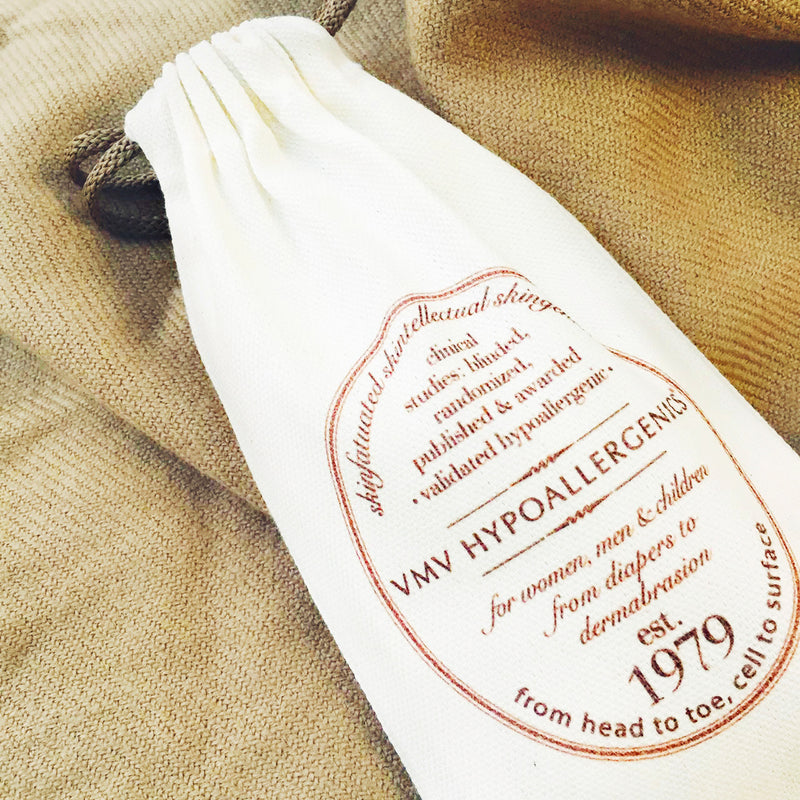 skinfatuated skintellectual
clinical
studies: blinded,
randomized,
published & awarded
• validated hypoallergenic •
VMV HYPOALLERGENICS
for women, men & children
from diapers to
dermabrasion
est.
1979
from head to toe, cell to surface